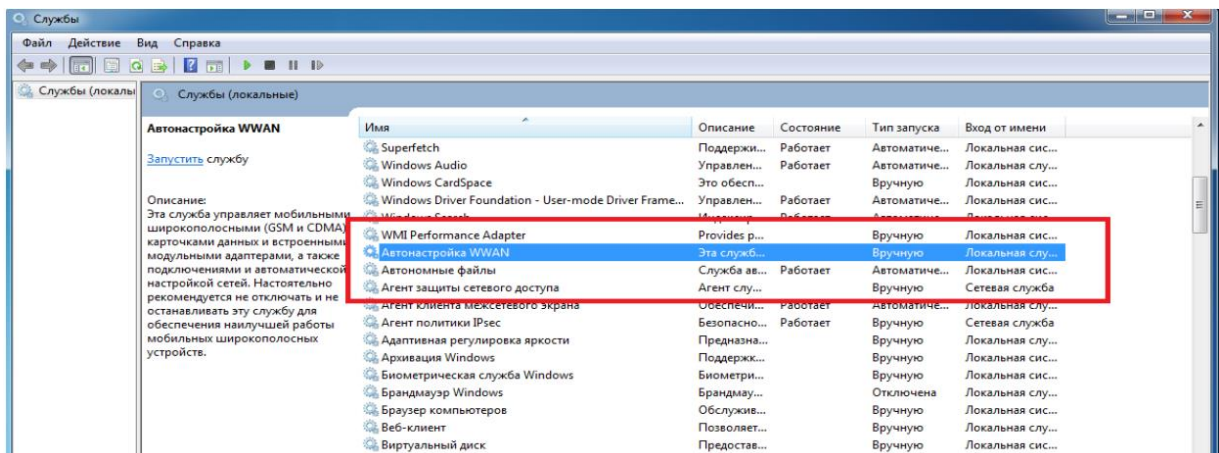 Службы
Файл Действие Вид Справка
Службы (локалы
Службы (локальные)
Автонастройка WWAN
Запустить службу
Описание:
Эта служба управляет мобильными
широкополосными (GSM и CDMA)
карточками данных и встроенными
модульными адаптерами, а также
подключениями и автоматической
настройкой сетей. Настоятельно
рекомендуется не отключать и не
останавливать эту службу для
обеспечения наилучшей работы
мобильных широкополосных
устройств.
Имя Описание Состояние Тип запуска Вход от имени
Superfetch Поддержи... Работает Автоматиче... Локальная сис...
Windows Audio Управлен... Работает Автоматиче... Локальная слу...
Windows CardSpace Это обесп... Вручную Локальная сис...
Windows Driver Foundation - User-mode Driver Frame... Управлен... Работает Вручную Локальная сис...
Windows Search Индексир... Работает Автоматиче... Локальная сис...
WMI Performance Adapter Provides p... Вручную Локальная сис...
Автонастройка WWAN Эта служб... Вручную Локальная слу...
Автономные файлы Служба ав... Работает Автоматиче... Локальная сис...
Агент защиты сетевого доступа Агент слу... Вручную Сетевая служба
Агент клиента межсетевого экрана Обеспечи... Работает Автоматиче... Локальная слу...
Агент политики IPsec Безопасно... Работает Вручную Сетевая служба
Адаптивная регулировка яркости Предназна... Вручную Локальная слу...
Архивация Windows Поддержк... Вручную Локальная сис...
Биометрическая служба Windows Биометри... Вручную Локальная сис...
Брандмауэр Windows Брандмау... Отключена Локальная слу...
Браузер компьютеров Обслужив... Вручную Локальная сис...
Веб-клиент Позволяет... Вручную Локальная слу...
Виртуальный диск Предостав... Вручную Локальная сис...